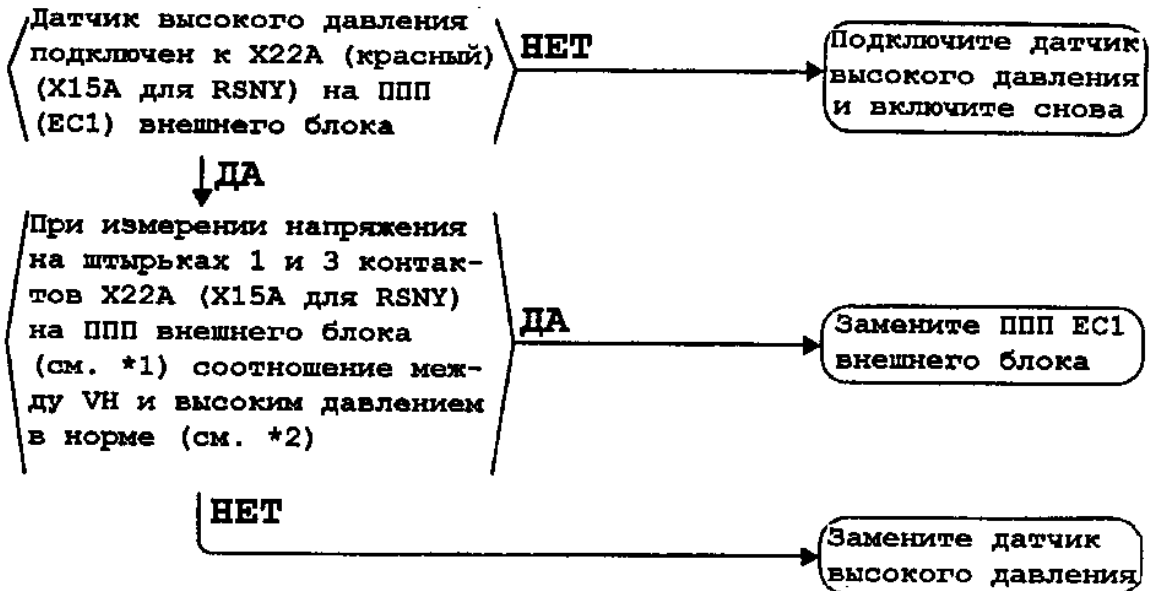 Датчик высокого давления
подключен к X22A (красный)
(X15A для RSNY) на ППП
(EC1) внешнего блока
НЕТ
Подключите датчик
высокого давления
и включите снова
ДА
При измерении напряжения
на штырьках 1 и 3 контак-
тов X22A (X15A для RSNY)
на ППП внешнего блока
(см. *1) соотношение меж-
ду VH и высоким давлением
в норме (см. *2)
ДА
Замените ППП EC1
внешнего блока
НЕТ
Замените датчик
высокого давления